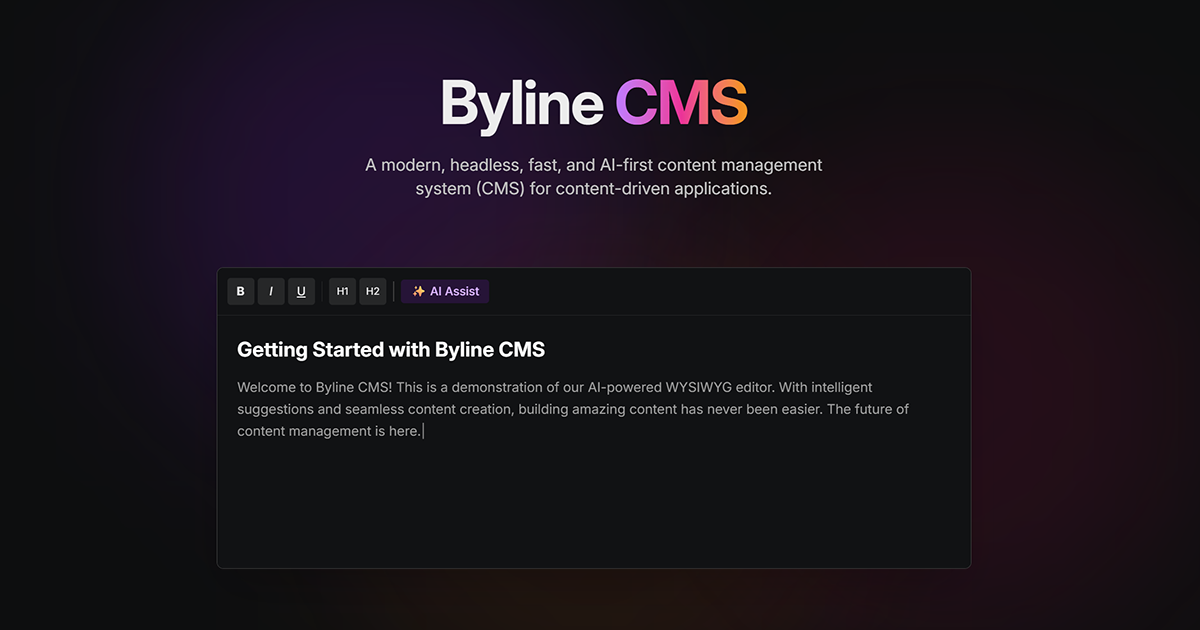 Byline CMS
A modern, headless, fast, and AI-first content management
system (CMS) for content-driven applications.
B I U H1 H2 ✨ AI Assist
Getting Started with Byline CMS
Welcome to Byline CMS! This is a demonstration of our AI-powered WYSIWYG editor. With intelligent
suggestions and seamless content creation, building amazing content has never been easier. The future of
content management is here.